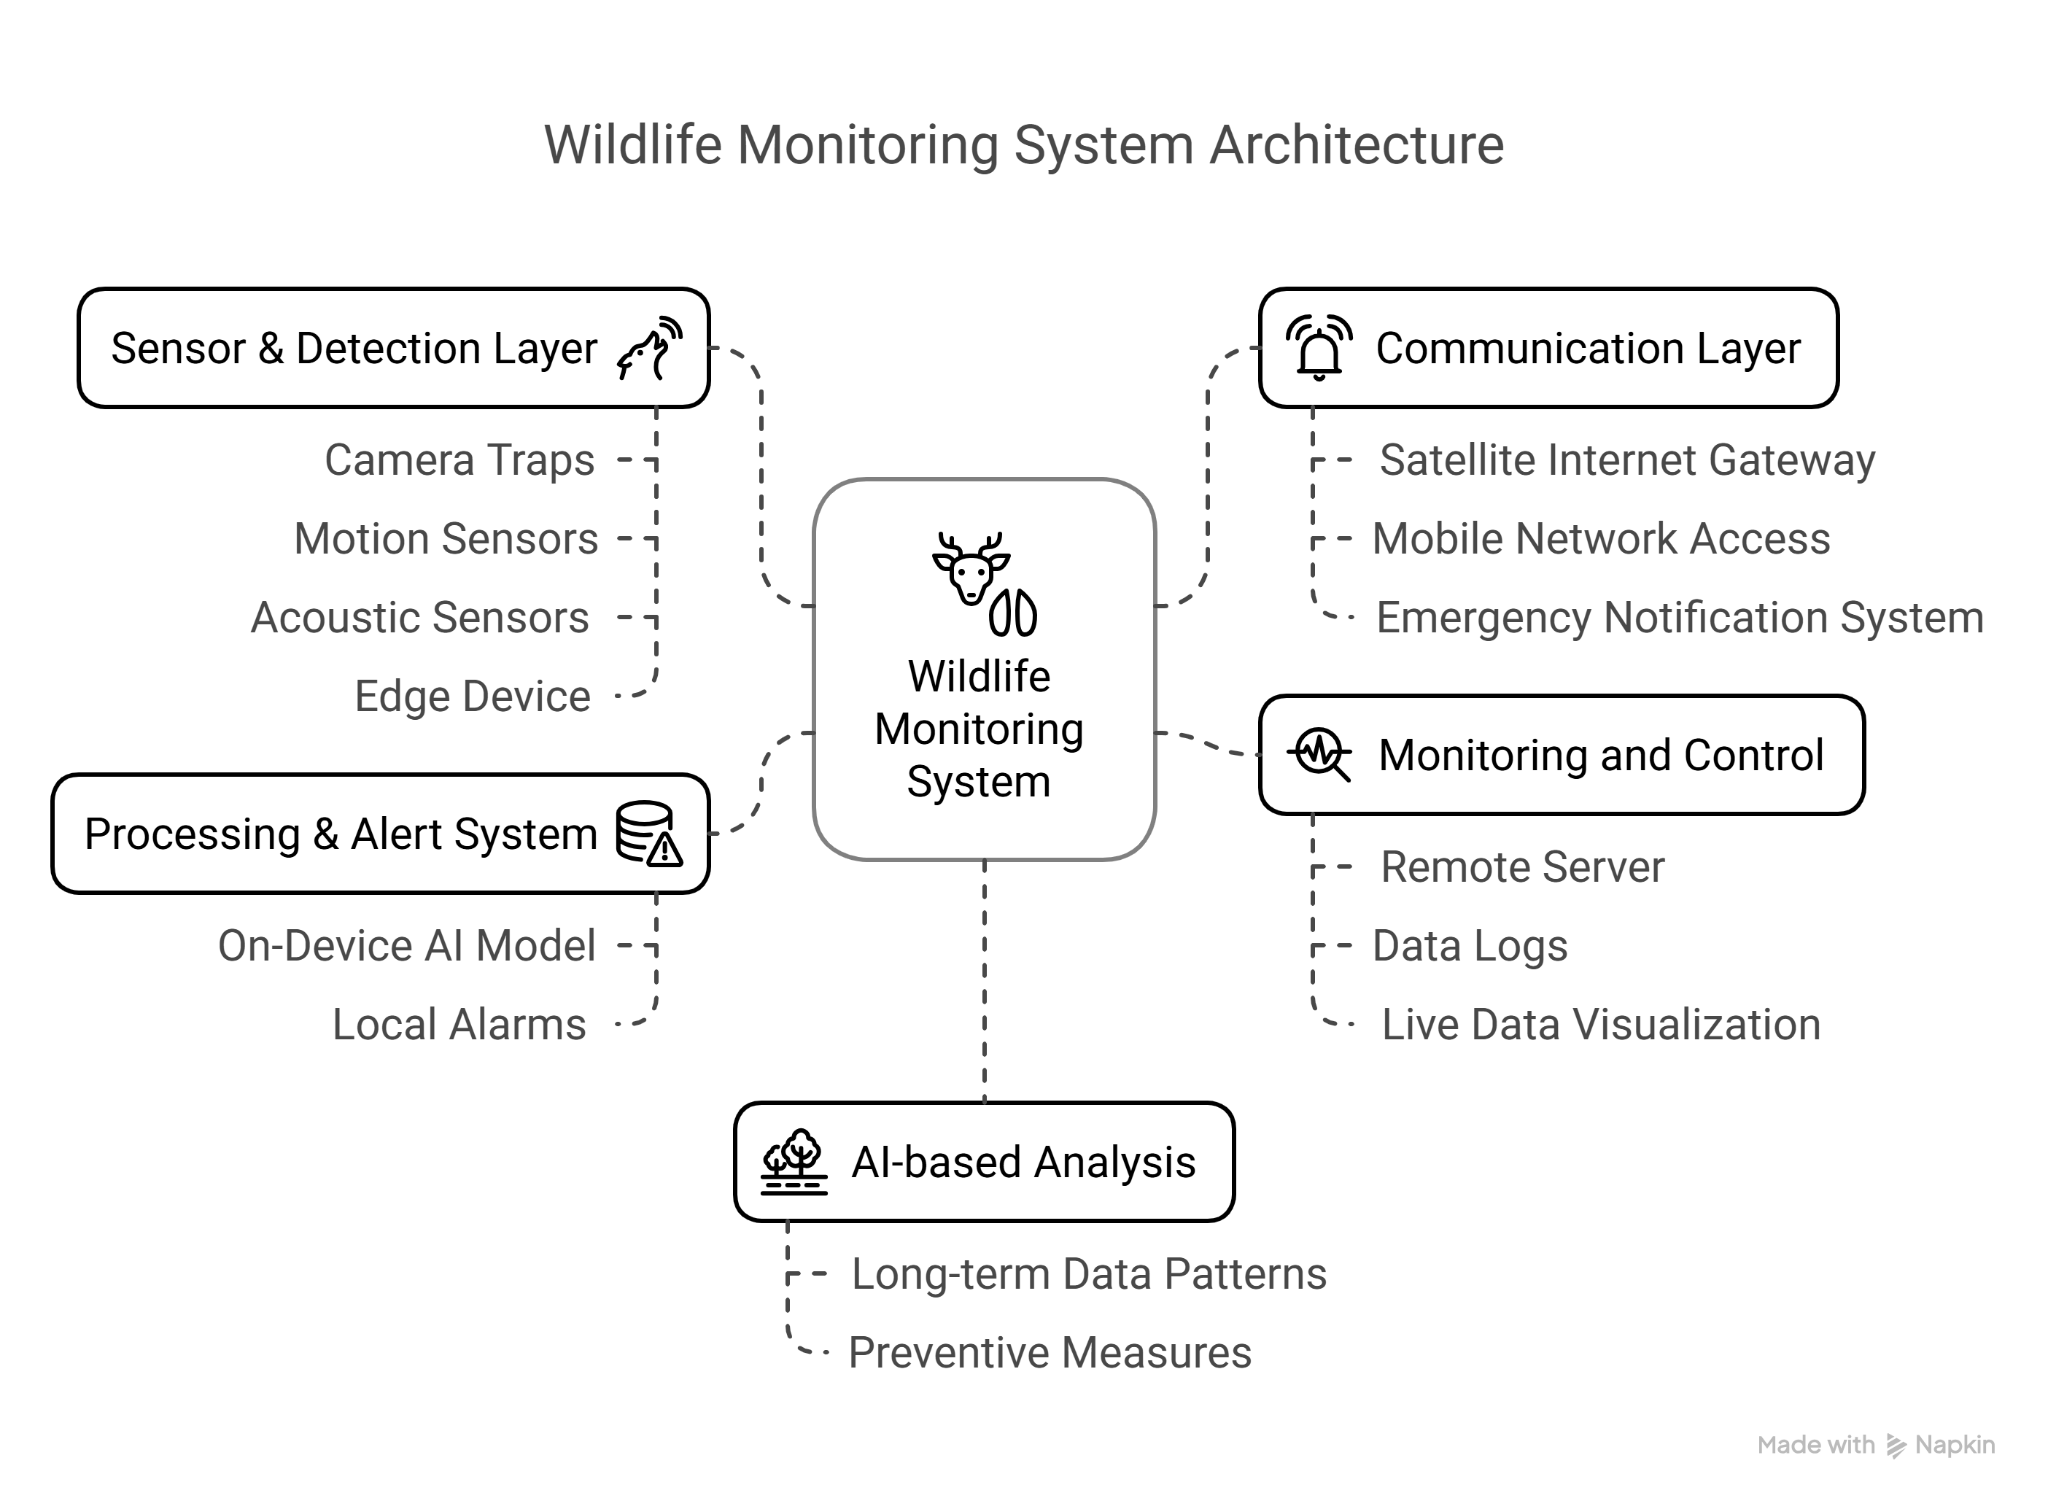 Wildlife Monitoring System Architecture
Sensor & Detection Layer
Camera Traps
Motion Sensors
Acoustic Sensors
Edge Device
Processing & Alert System
On-Device AI Model
Local Alarms
Wildlife
Monitoring
System
Communication Layer
Satellite Internet Gateway
Mobile Network Access
Emergency Notification System
Monitoring and Control
Remote Server
Data Logs
Live Data Visualization
AI-based Analysis
Long-term Data Patterns
Preventive Measures
Made with Napkin